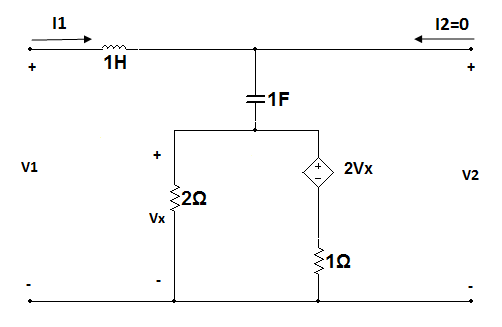 I1
I2=0
+
1H
+
1F
+
V1
2Ω
+
−
2Vx
V2
Vx
1Ω
-
-
-